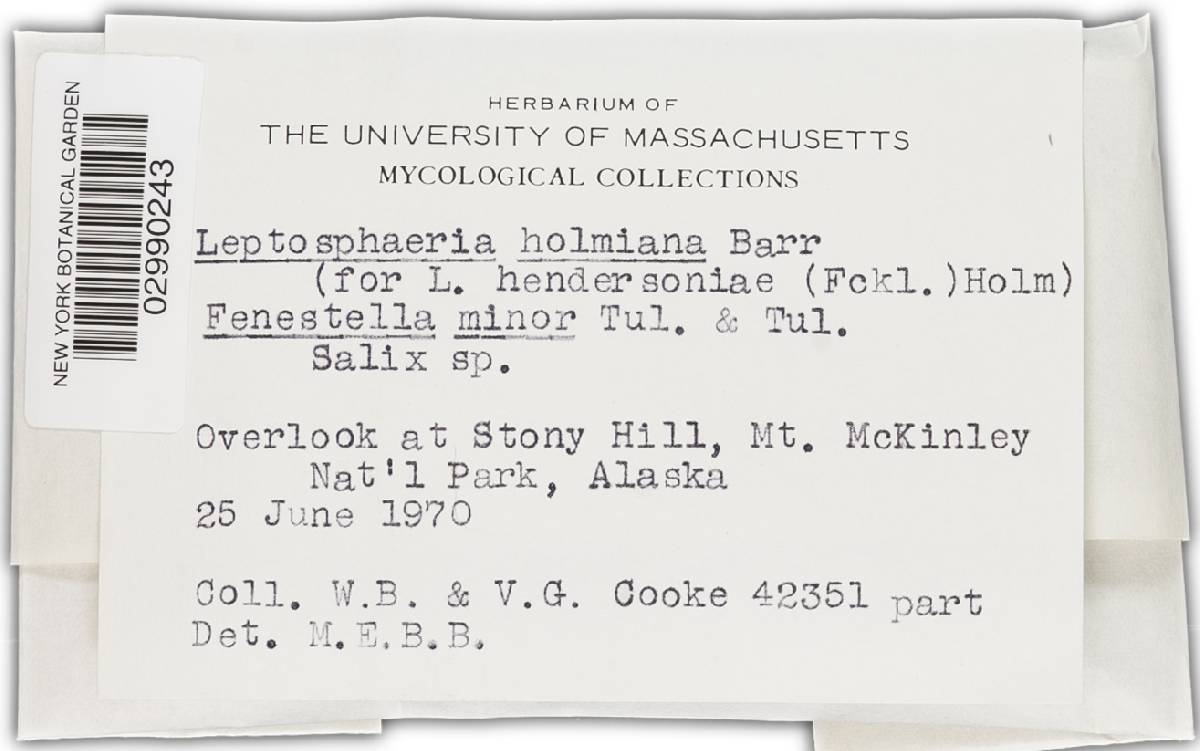 NEW YORK BOTANICAL GARDEN
02990243
HERBARIUM OF
THE UNIVERSITY OF MASSACHUSETTS
MYCOLOGICAL COLLECTIONS
Leptosphaeria holmiana Barr
(for L. hendersoniae (Fckl.)Holm)
Fenestella minor Tul. & Tul.
Salix sp.
Overlook at Stony Hill, Mt. McKinley
Nat'l Park, Alaska
25 June 1970
Coll. W.B. & V.G. Cooke 42351 part
Det. M.E.B.B.